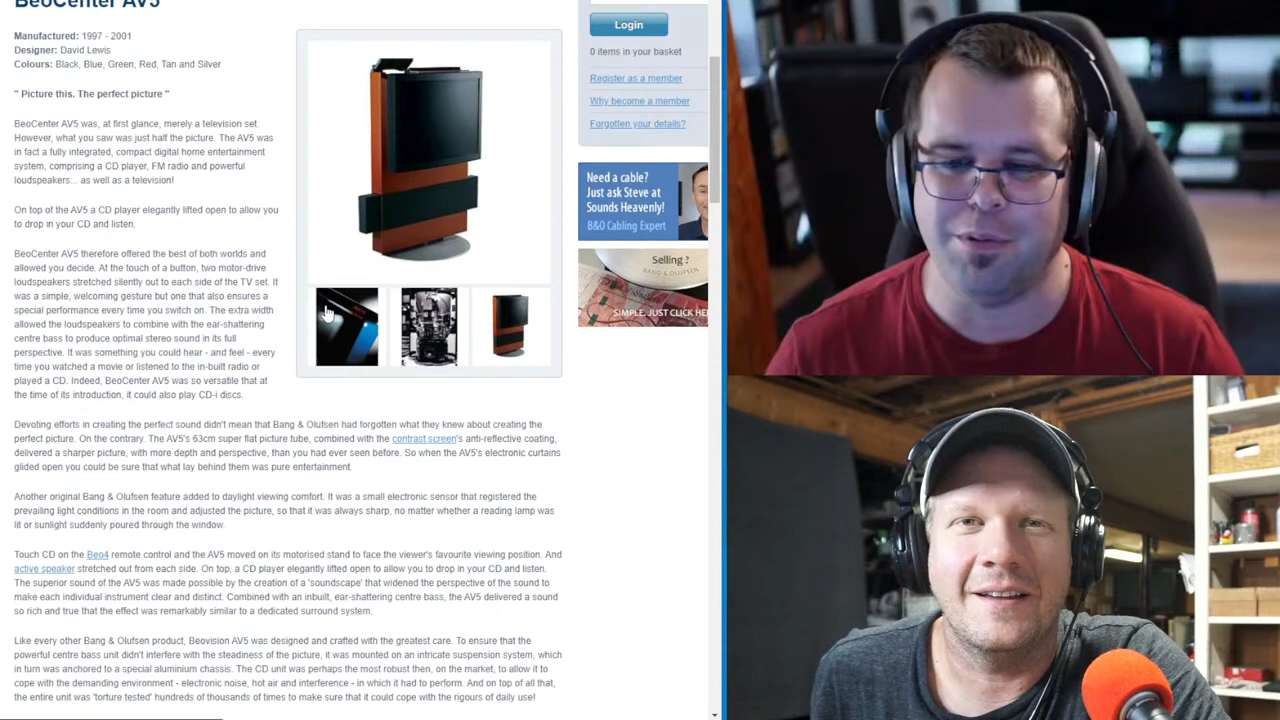 BeoCenter AV5
Manufactured: 1997 - 2001
Designer: David Lewis
Colours: Black, Blue, Green, Red, Tan and Silver
" Picture this. The perfect picture "
BeoCenter AV5 was, at first glance, merely a television set.
However, what you saw was just half the picture. The AV5 was
in fact a fully integrated, compact digital home entertainment
system, comprising a CD player, FM radio and powerful
loudspeakers... as well as a television!
On top of the AV5 a CD player elegantly lifted open to allow you
to drop in your CD and listen.
BeoCenter AV5 therefore offered the best of both worlds and
allowed you decide. At the touch of a button, two motor-drive
loudspeakers stretched silently out to each side of the TV set. It
was a simple, welcoming gesture but one that also ensures a
special performance every time you switch on. The extra width
allowed the loudspeakers to combine with the ear-shattering
centre bass to produce optimal stereo sound in its full
perspective. It was something you could hear - and feel - every
time you watched a movie or listened to the in-built radio or
played a CD. Indeed, BeoCenter AV5 was so versatile that at
the time of its introduction, it could also play CD-i discs.
Devoting efforts in creating the perfect sound didn't mean that Bang & Olufsen had forgotten what they knew about creating the
perfect picture. On the contrary. The AV5's 63cm super flat picture tube, combined with the contrast screen's anti-reflective coating,
delivered a sharper picture, with more depth and perspective, than you had ever seen before. So when the AV5's electronic curtains
glided open you could be sure that what lay behind them was pure entertainment.
Another original Bang & Olufsen feature added to daylight viewing comfort. It was a small electronic sensor that registered the
prevailing light conditions in the room and adjusted the picture, so that it was always sharp, no matter whether a reading lamp was
lit or sunlight suddenly poured through the window.
Touch CD on the Beo4 remote control and the AV5 moved on its motorised stand to face the viewer's favourite viewing position. And
active speaker stretched out from each side. On top, a CD player elegantly lifted open to allow you to drop in your CD and listen.
The superior sound of the AV5 was made possible by the creation of a 'soundscape' that widened the perspective of the sound to
make each individual instrument clear and distinct. Combined with an inbuilt, ear-shattering centre bass, the AV5 delivered a sound
so rich and true that the effect was remarkably similar to a dedicated surround system.
Like every other Bang & Olufsen product, Beovision AV5 was designed and crafted with the greatest care. To ensure that the
powerful centre bass unit didn't interfere with the steadiness of the picture, it was mounted on an intricate suspension system, which
in turn was anchored to a special aluminium chassis. The CD unit was perhaps the most robust then, on the market, to allow it to
cope with the demanding environment - electronic noise, hot air and interference - in which it had to perform. And on top of all that,
the entire unit was 'torture tested' hundreds of thousands of times to make sure that it could cope with the rigours of daily use!
Login
0 items in your basket
Register as a member
Why become a member
Forgotten your details?
Need a cable?
Just ask Steve at
Sounds Heavenly!
B&O Cabling Expert
Selling ?
BANG & OLUFSEN
SIMPLE. JUST CLICK HE